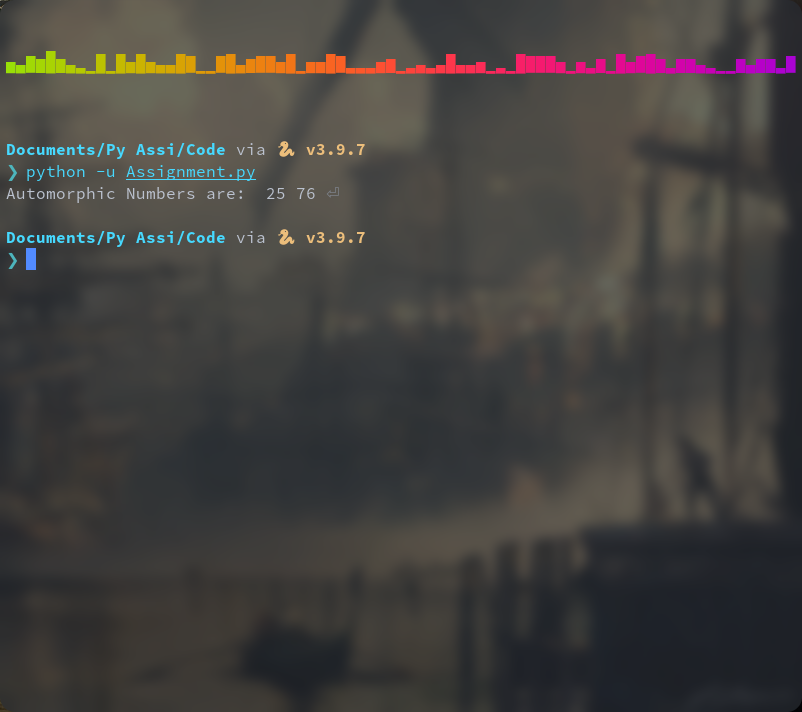 Documents/Py Assi/Code via 🐍 v3.9.7
❯ python -u Assignment.py
Automorphic Numbers are:  25 76 ⏎
Documents/Py Assi/Code via 🐍 v3.9.7
❯